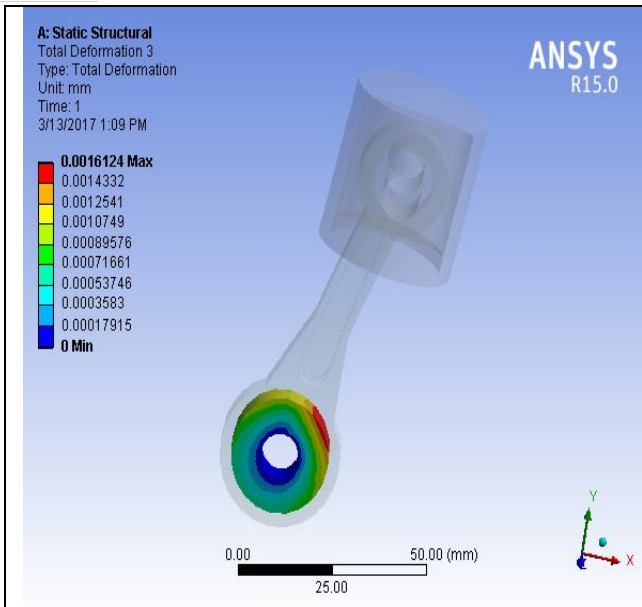 A: Static Structural
Total Deformation 3
Type: Total Deformation
Unit: mm
Time: 1
3/13/2017 1:09 PM
ANSYS
R15.0
0.0016124 Max
0.0014332
0.0012541
0.0010749
0.00089576
0.00071661
0.00053746
0.0003583
0.00017915
0 Min
0.00
50.00 (mm)
25.00
Y
X